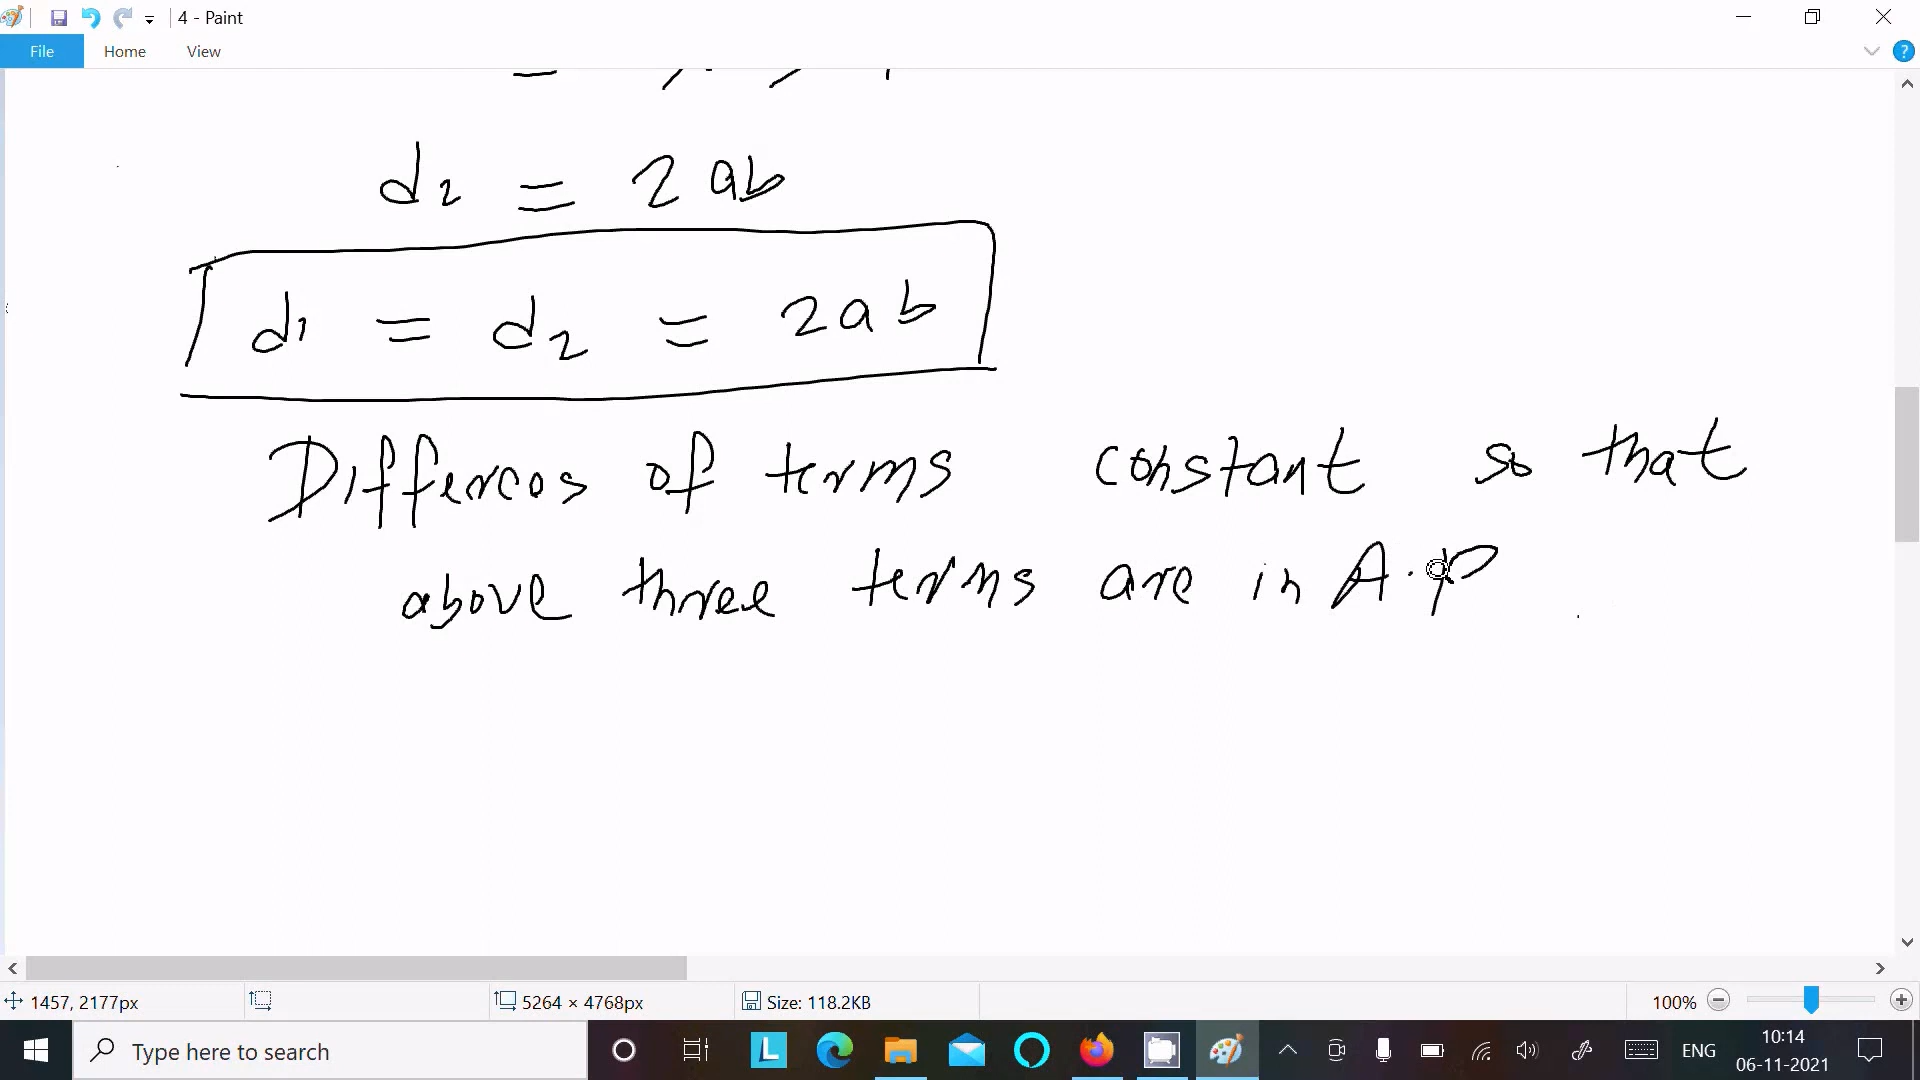 4 - Paint
File Home View
d2 = 2ab
d1 = d2 = 2ab
Differcos of terms constant so that
above three terms are in A.P
1457, 2177px 5264 × 4768px Size: 118.2KB 100%
Type here to search
L
ENG
10:14
06-11-2021